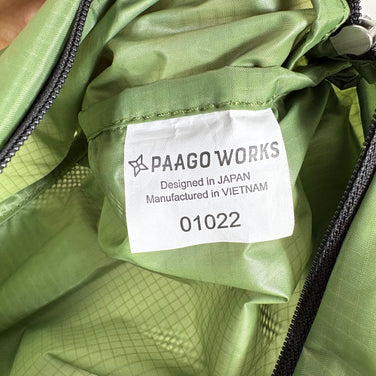 PAAGO WORKS
Designed in JAPAN
Manufactured in VIETNAM
01022